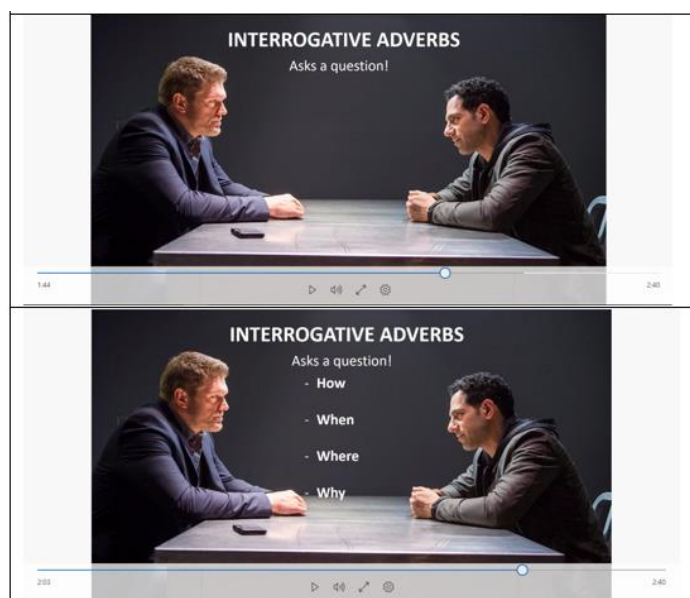 INTERROGATIVE ADVERBS
Asks a question!
1:44
2:40
INTERROGATIVE ADVERBS
Asks a question!
- How
- When
- Where
- Why
2:03
2:40